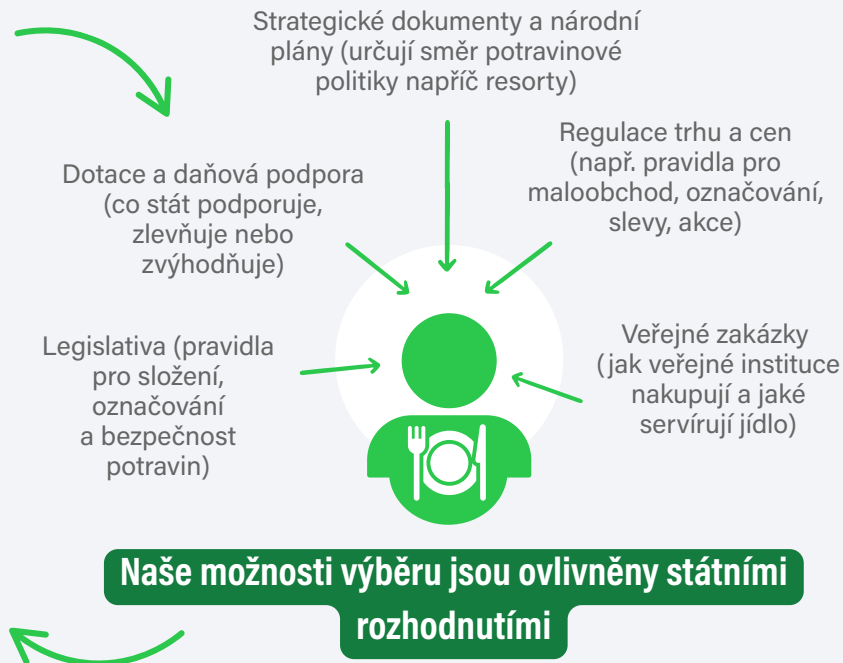 Strategické dokumenty a národní
plány (určují směr potravinové
politiky napříč resorty)
Regulace trhu a cen
(např. pravidla pro
maloobchod, označování,
slevy, akce)
Dotace a daňová podpora
(co stát podporuje,
zlevňuje nebo
zvýhodňuje)
Legislativa (pravidla
pro složení,
označování
a bezpečnost
potravin)
Veřejné zakázky
(jak veřejné instituce
nakupují a jaké
servírují jídlo)
Naše možnosti výběru jsou ovlivněny státními
rozhodnutími